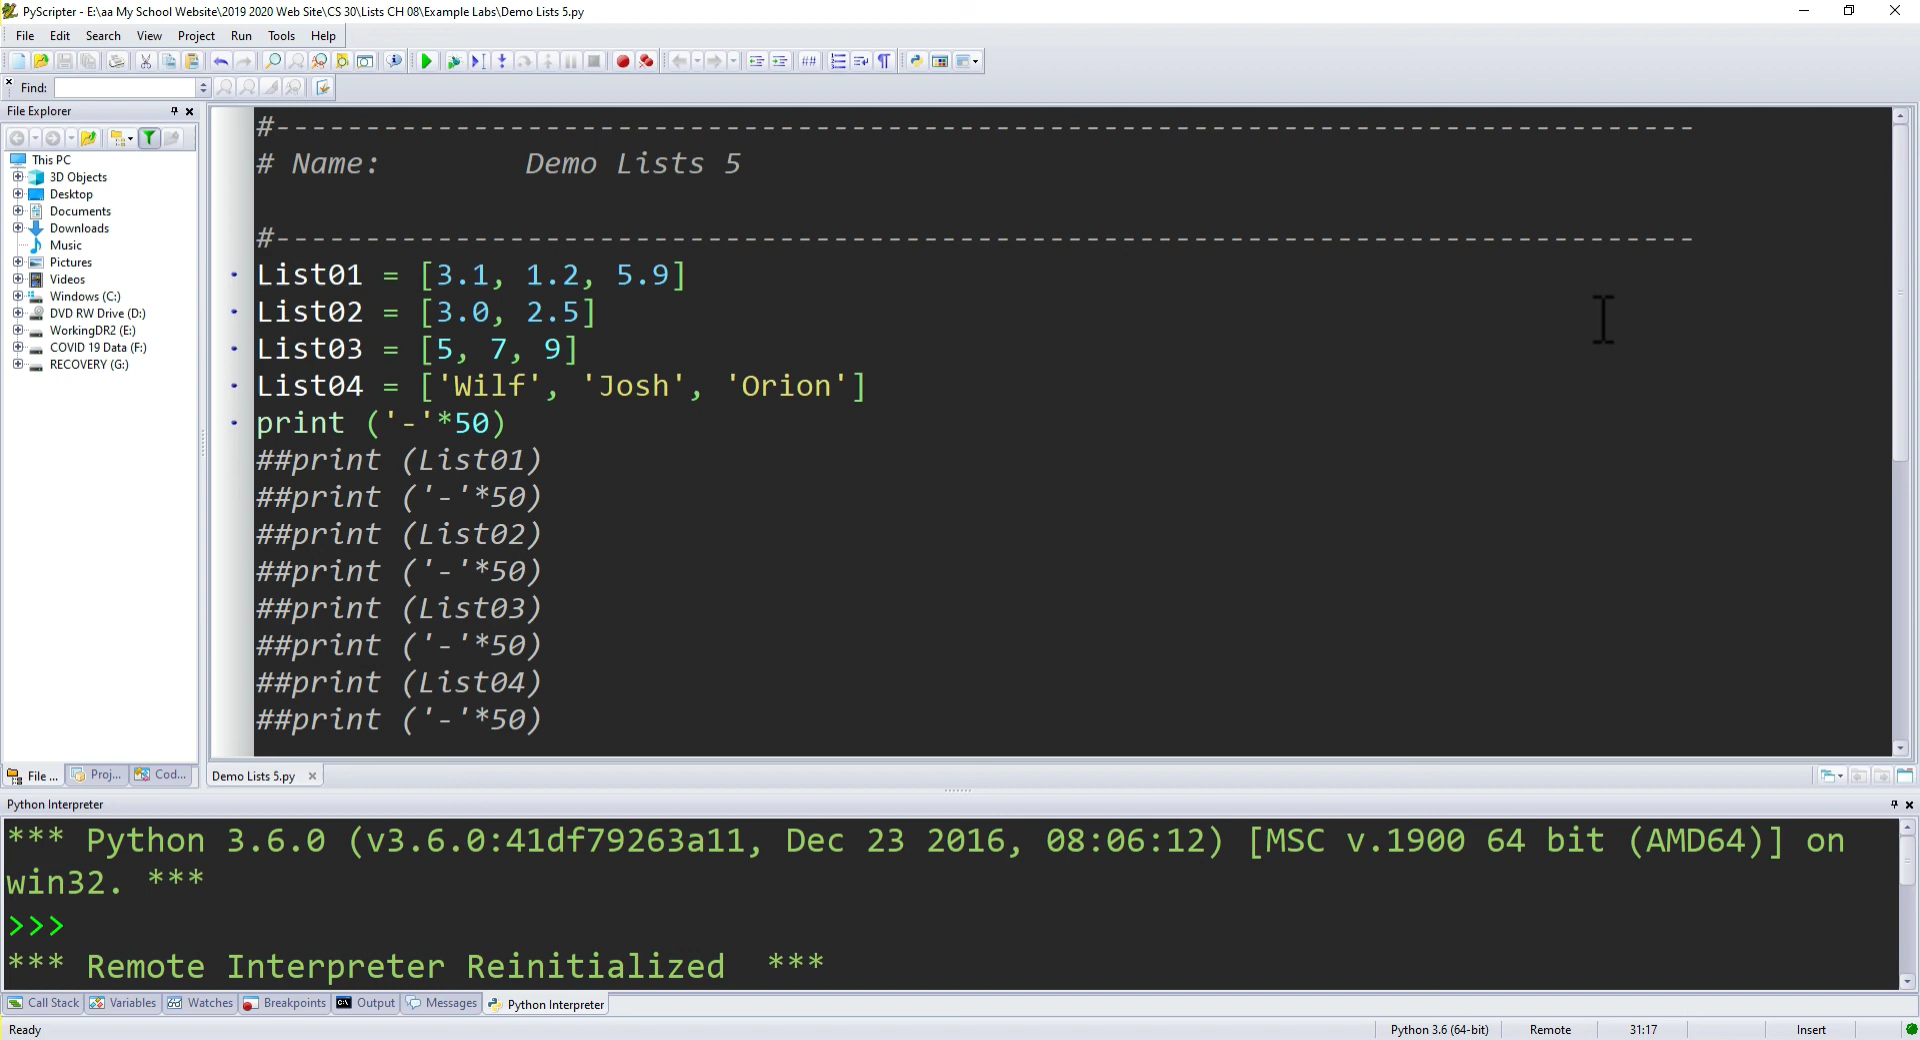 PyScripter - E:\aa My School Website\2019 2020 Web Site\CS 30\Lists CH 08\Example Labs\Demo Lists 5.py
File Edit Search View Project Run Tools Help
Find:
File Explorer
This PC
3D Objects
Desktop
Documents
Downloads
Music
Pictures
Videos
Windows (C:)
DVD RW Drive (D:)
WorkingDR2 (E:)
COVID 19 Data (F:)
RECOVERY (G:)
File ... Proj... Cod...
#-------------------------------------------------------------------------------
# Name:        Demo Lists 5
#-------------------------------------------------------------------------------
List01 = [3.1, 1.2, 5.9]
List02 = [3.0, 2.5]
List03 = [5, 7, 9]
List04 = ['Wilf', 'Josh', 'Orion']
print ('-'*50)
##print (List01)
##print ('-'*50)
##print (List02)
##print ('-'*50)
##print (List03)
##print ('-'*50)
##print (List04)
##print ('-'*50)
Demo Lists 5.py
Python Interpreter
*** Python 3.6.0 (v3.6.0:41df79263a11, Dec 23 2016, 08:06:12) [MSC v.1900 64 bit (AMD64)] on
win32. ***
>>>
*** Remote Interpreter Reinitialized  ***
Call Stack Variables Watches Breakpoints Output Messages Python Interpreter
Ready Python 3.6 (64-bit) Remote 31:17 Insert